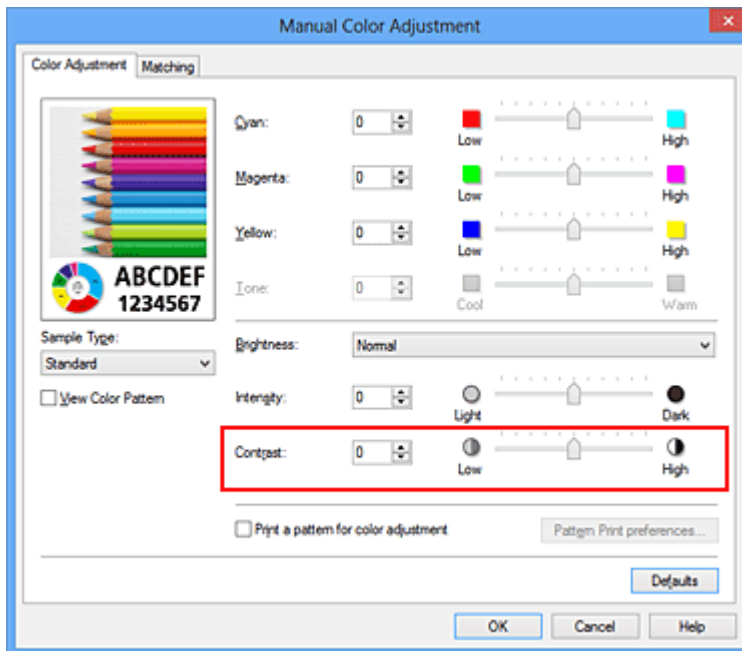 Manual Color Adjustment
Color Adjustment Matching
Cyan: 0 Low High
Magenta: 0 Low High
Yellow: 0 Low High
Tone: 0 Cool Warm
ABCDEF
1234567
Sample Type:
Standard
View Color Pattern
Brightness: Normal
Intensity: 0 Light Dark
Contrast: 0 Low High
Print a pattern for color adjustment Pattern Print preferences...
Defaults
OK Cancel Help